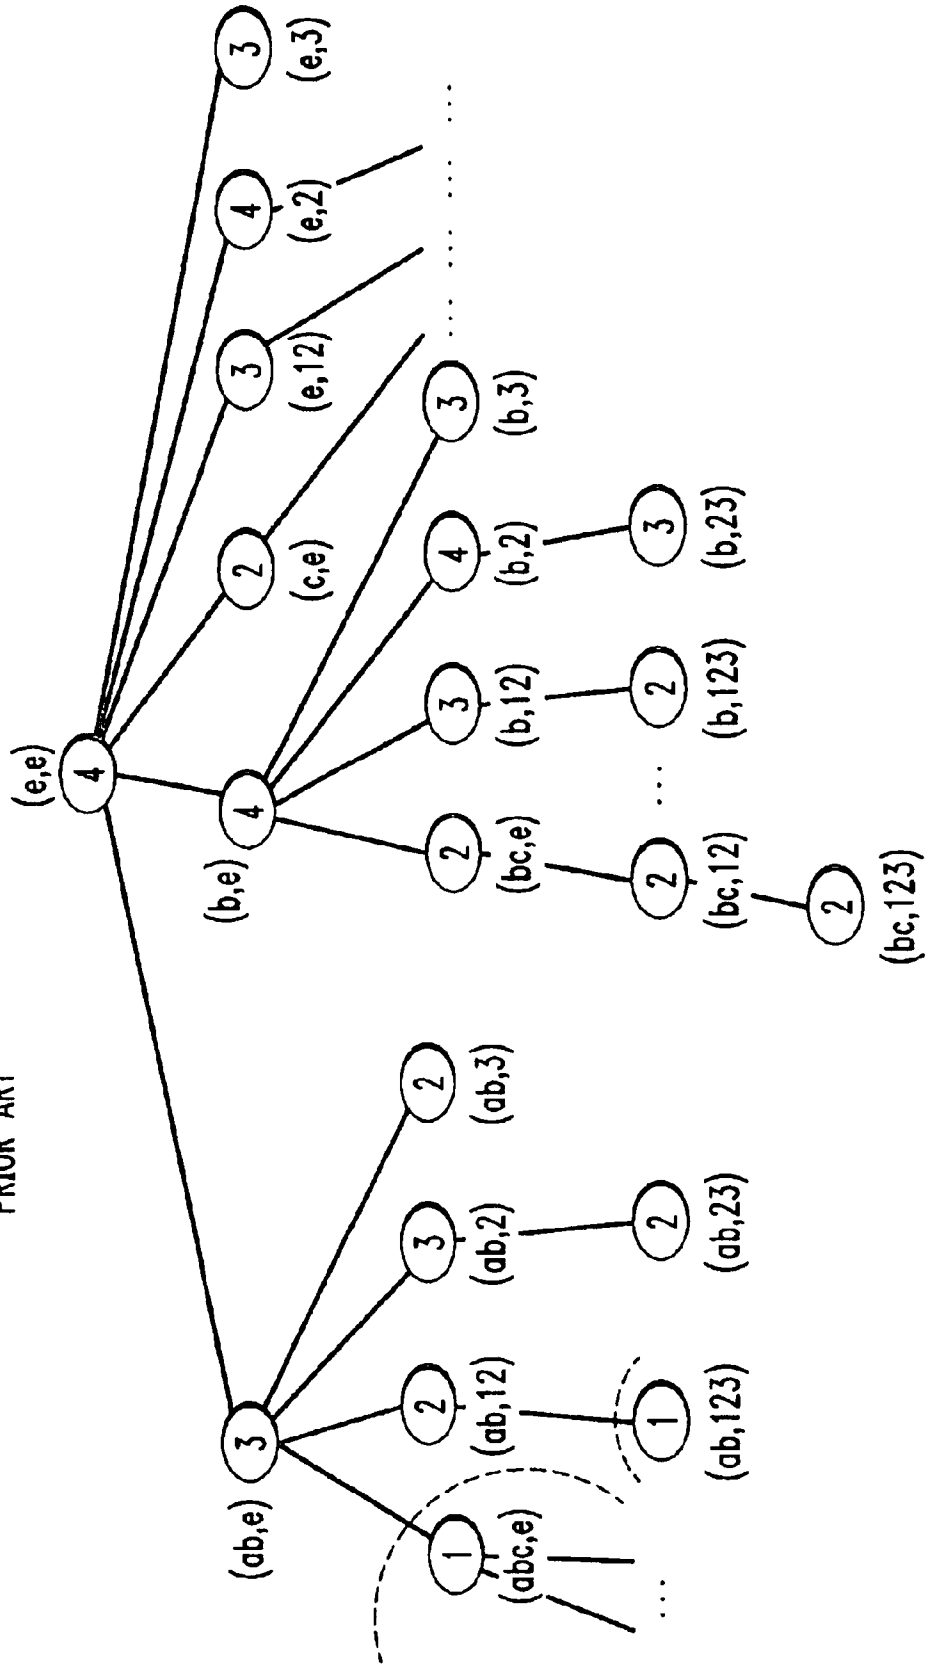 PRIOR ART
(e,e)
4
(ab,e)
3
(b,e)
4
2
(c,e)
3
(e,12)
4
(e,2)
3
(e,3)
1
(abc,e)
2
(ab,12)
3
(ab,2)
2
(ab,3)
2
(bc,e)
3
(b,12)
4
(b,2)
3
(b,3)
1
(ab,123)
2
(ab,23)
2
(bc,12)
2
(b,123)
3
(b,23)
2
(bc,123)